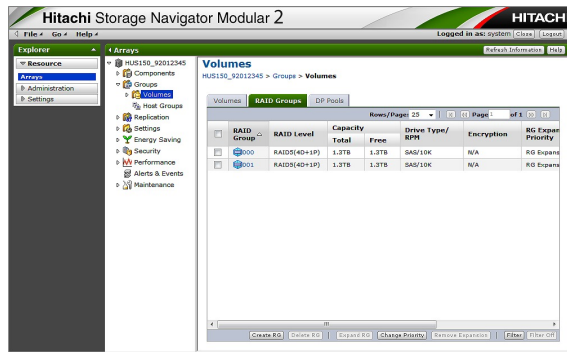 Hitachi Storage Navigator Modular 2
HITACH
File Go Help
Logged in as: system Close Logout
Explorer
Arrays
Refresh Information Help
Resource
Arrays
Administration
Settings
HUS150_92012345
Components
Groups
Volumes
Host Groups
Replication
Settings
Energy Saving
Security
Performance
Alerts & Events
Maintenance
Volumes
HUS150_92012345 > Groups > Volumes
Volumes RAID Groups DP Pools
Rows/Page: 25 Page 1 of 1
RAID Group RAID Level Capacity Drive Type/ RPM Encryption RG Expan Priority
Total Free
000 RAID5(4D+1P) 1.3TB 1.3TB SAS/10K N/A RG Expans
001 RAID5(4D+1P) 1.3TB 1.3TB SAS/10K N/A RG Expans
Create RG Delete RG Expand RG Change Priority Remove Expansion Filter Filter Off